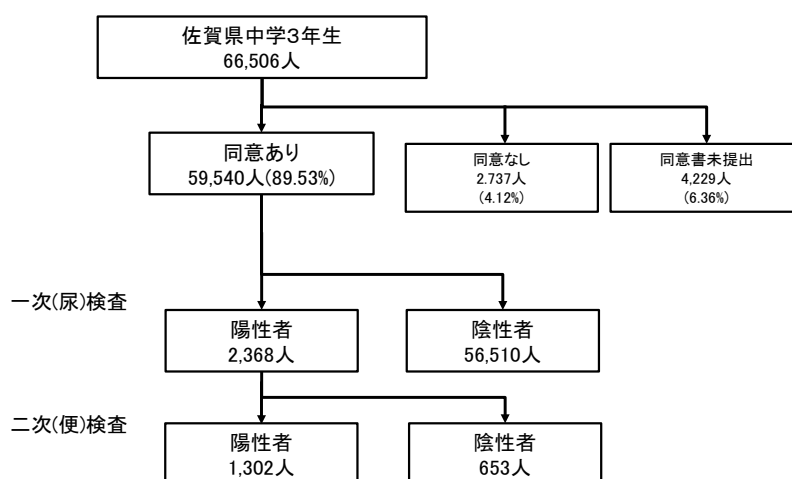 佐賀県中学3年生
66,506人
同意あり
59,540人(89.53%)
同意なし
2.737人
(4.12%)
同意書未提出
4,229人
(6.36%)
一次(尿)検査
陽性者
2,368人
陰性者
56,510人
二次(便)検査
陽性者
1,302人
陰性者
653人